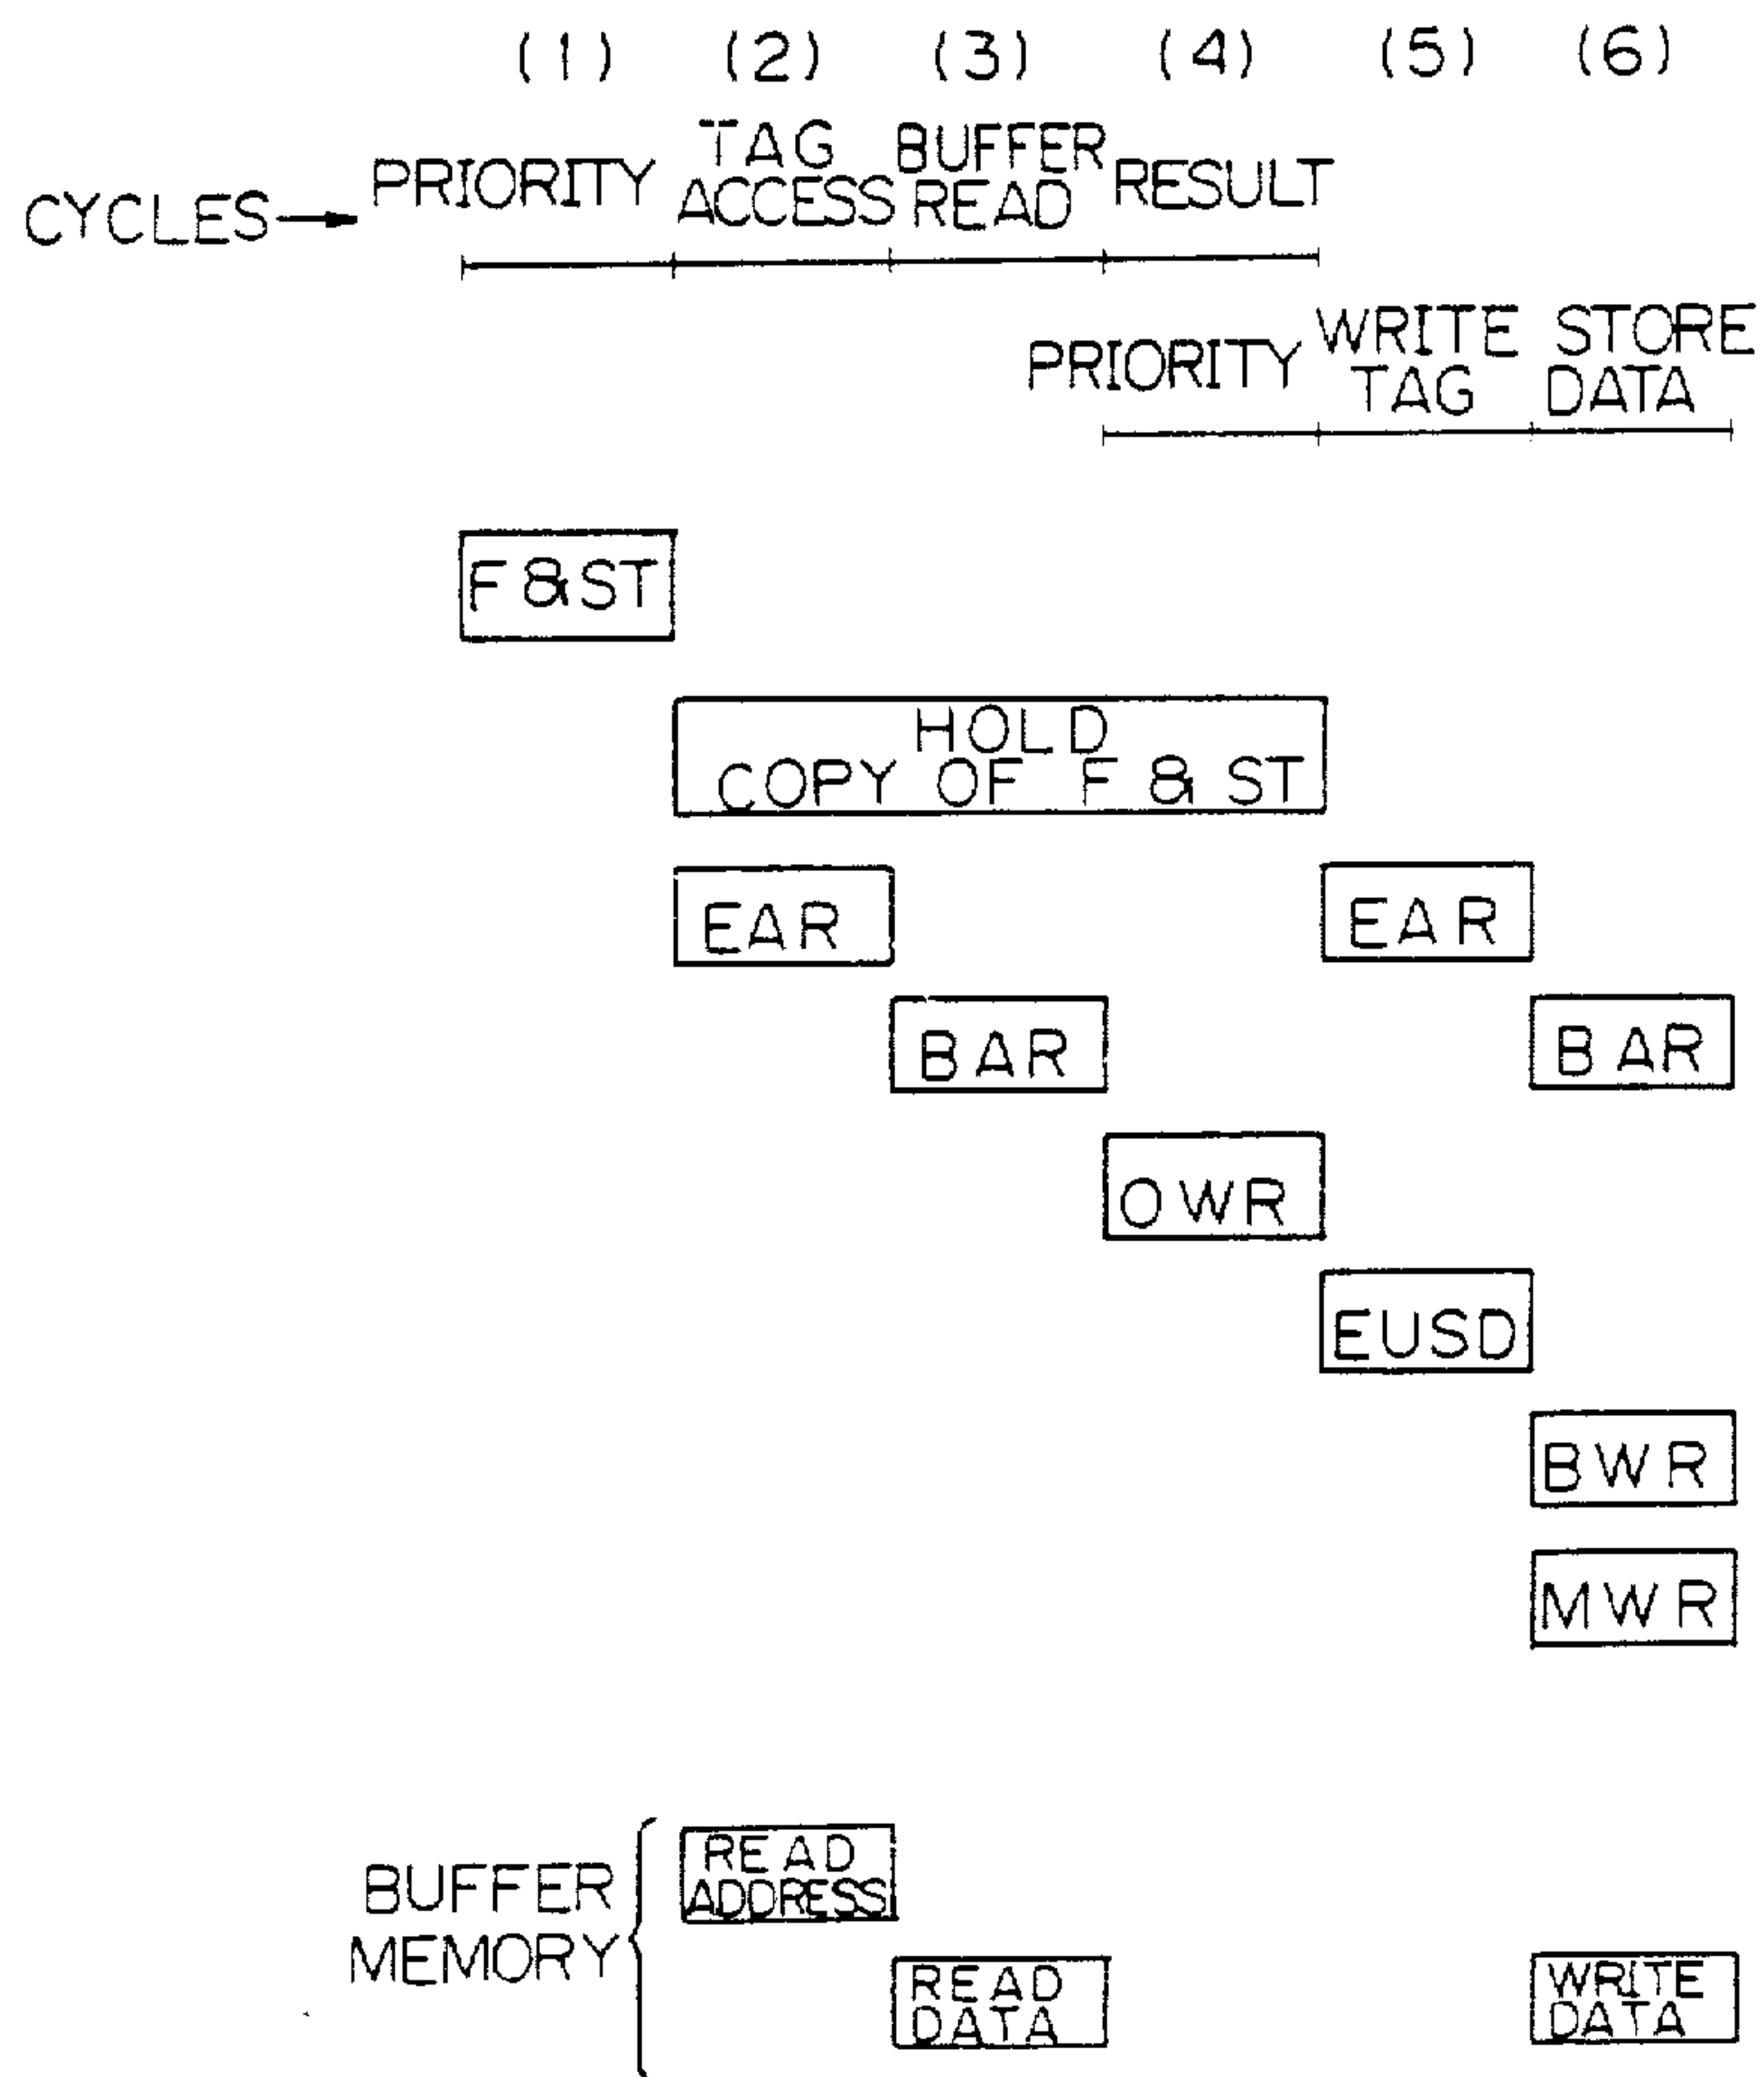 (1) (2) (3) (4) (5) (6)
CYCLES→ PRIORITY TAG ACCESS BUFFER READ RESULT
PRIORITY WRITE TAG STORE DATA
F & ST
HOLD
COPY OF F & ST
EAR EAR
BAR BAR
OWR
EUSD
BWR
MWR
BUFFER
MEMORY
READ
ADDRESS
READ
DATA
WRITE
DATA